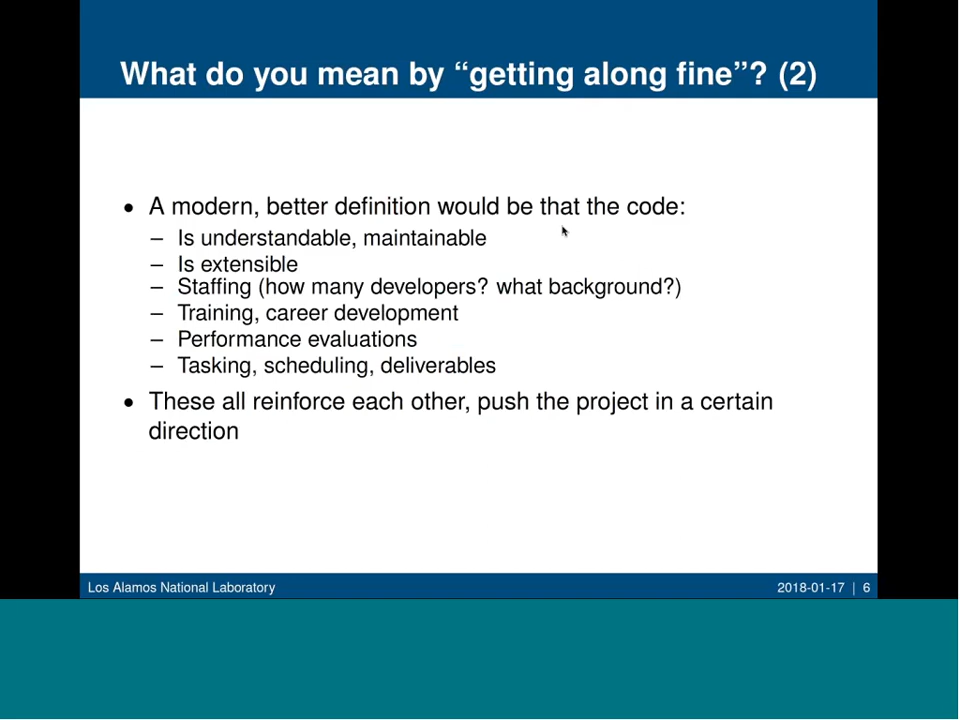 What do you mean by “getting along fine”? (2)
• A modern, better definition would be that the code:
– Is understandable, maintainable
– Is extensible
– Staffing (how many developers? what background?)
– Training, career development
– Performance evaluations
– Tasking, scheduling, deliverables
• These all reinforce each other, push the project in a certain
direction
Los Alamos National Laboratory
2018-01-17 | 6